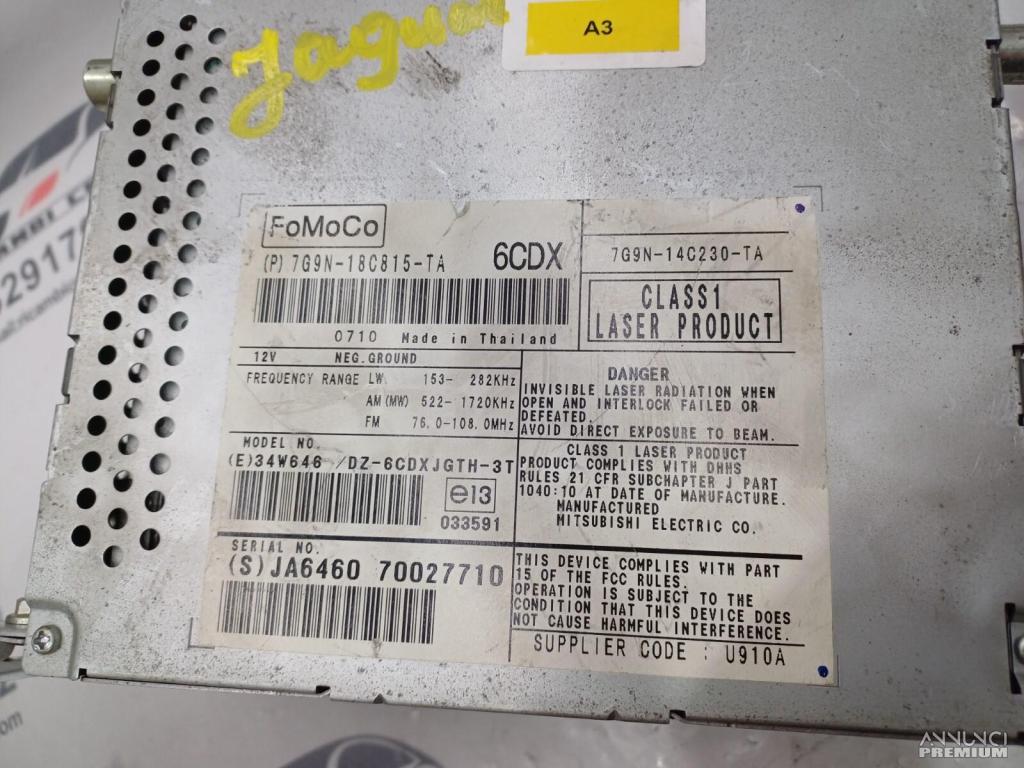 Jaguar
A3
FoMoCo
(P) 7G9N-18C815-TA 6CDX
0710 Made in Thailand
7G9N-14C230-TA
CLASS1
LASER PRODUCT
12V NEG.GROUND
FREQUENCY RANGE LW 153- 282KHz
AM(MW) 522-1720KHz
FM 76.0-108.0MHz
DANGER
INVISIBLE LASER RADIATION WHEN
OPEN AND INTERLOCK FAILED OR
DEFEATED.
AVOID DIRECT EXPOSURE TO BEAM.
MODEL NO.
(E)34W646 /DZ-6CDXJGTH-3T
e13
033591
CLASS 1 LASER PRODUCT
PRODUCT COMPLIES WITH DHHS
RULES 21 CFR SUBCHAPTER J PART
1040:10 AT DATE OF MANUFACTURE.
MANUFACTURED
MITSUBISHI ELECTRIC CO.
SERIAL NO.
(S)JA6460 70027710
THIS DEVICE COMPLIES WITH PART
15 OF THE FCC RULES.
OPERATION IS SUBJECT TO THE
CONDITION THAT THIS DEVICE DOES
NOT CAUSE HARMFUL INTERFERENCE.
SUPPLIER CODE : U910A
ANNUNCI
PREMIUM